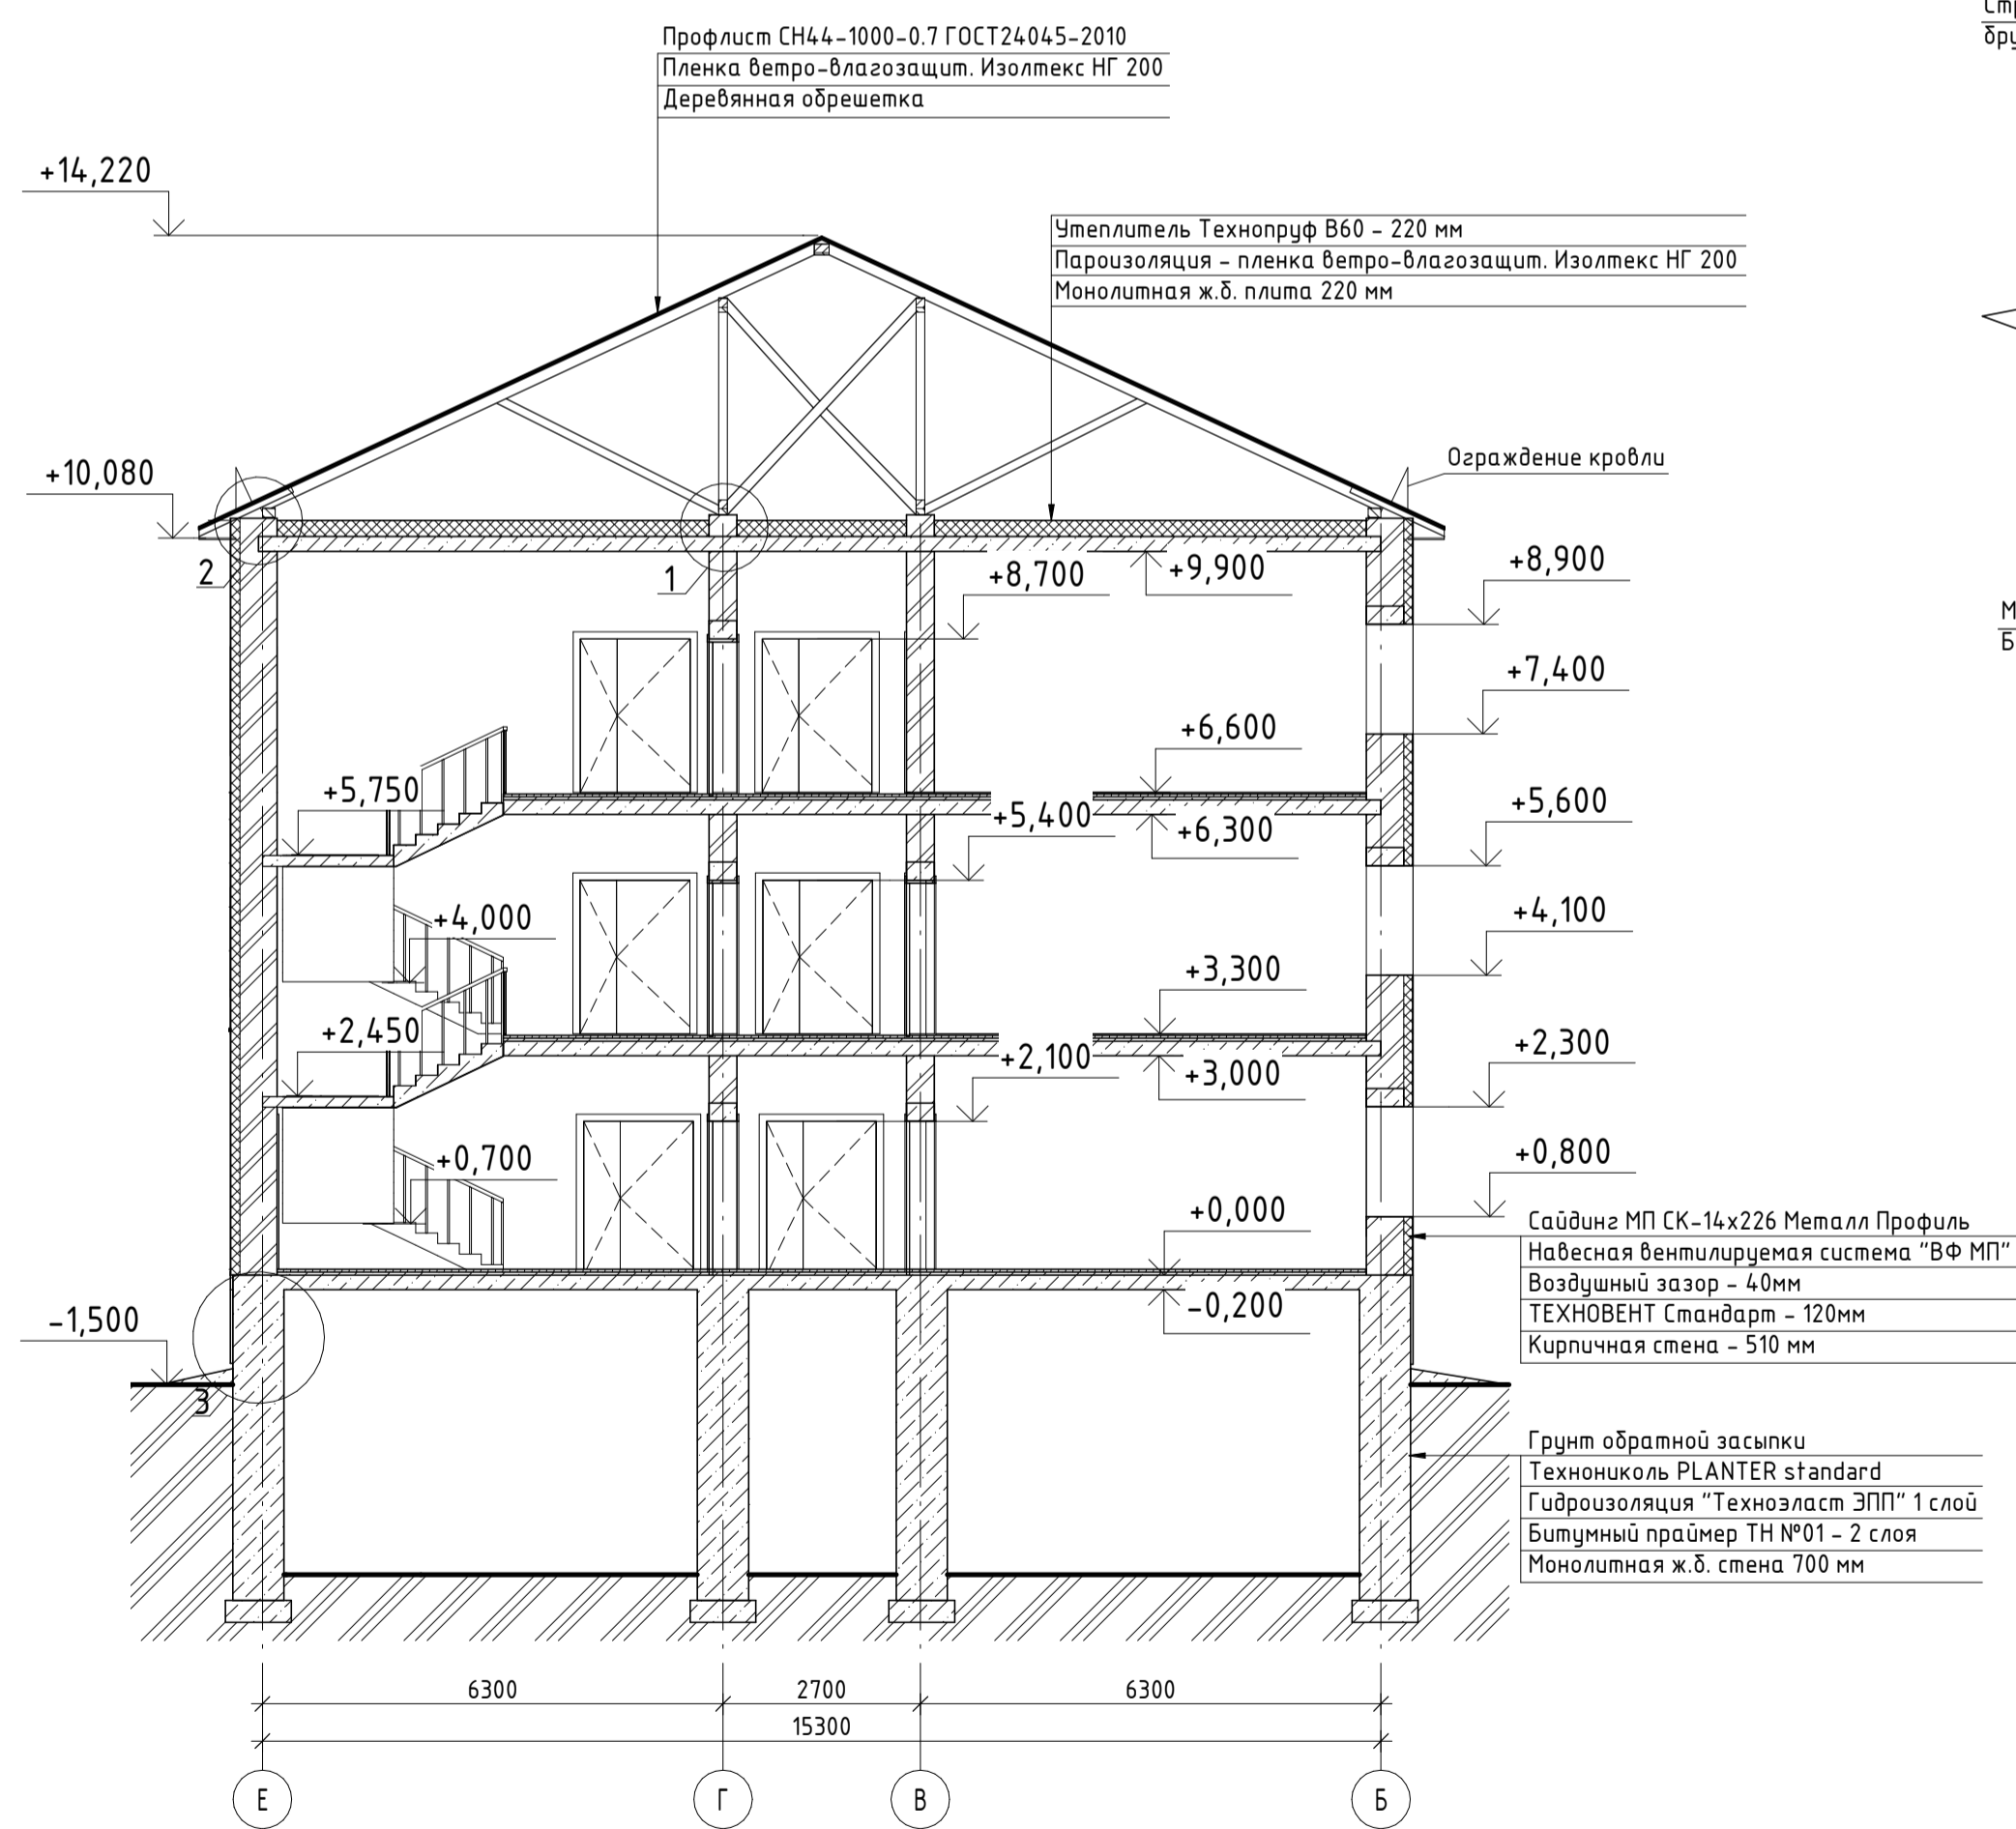 Профлист СН44-1000-0.7 ГОСТ24045-2010
Пленка ветро-влагозащит. Изолтекс НГ 200
Деревянная обрешетка
+14,220
Утеплитель Технопруф В60 - 220 мм
Пароизоляция - пленка ветро-влагозащит. Изолтекс НГ 200
Монолитная ж.б. плита 220 мм
+10,080
Ограждение кровли
2
1
+8,700
+9,900
+8,900
+7,400
+6,600
+5,750
+5,400
+6,300
+5,600
+4,000
+4,100
+3,300
+2,450
+2,100
+3,000
+2,300
+0,700
+0,800
+0,000
-0,200
-1,500
3
Сайдинг МП СК-14х226 Металл Профиль
Навесная вентилируемая система "ВФ МП"
Воздушный зазор - 40мм
ТЕХНОВЕНТ Стандарт - 120мм
Кирпичная стена - 510 мм
Грунт обратной засыпки
Технониколь PLANTER standard
Гидроизоляция "Техноэласт ЭПП" 1 слой
Битумный праймер ТН №01 - 2 слоя
Монолитная ж.б. стена 700 мм
6300
2700
6300
15300
Е
Г
В
Б